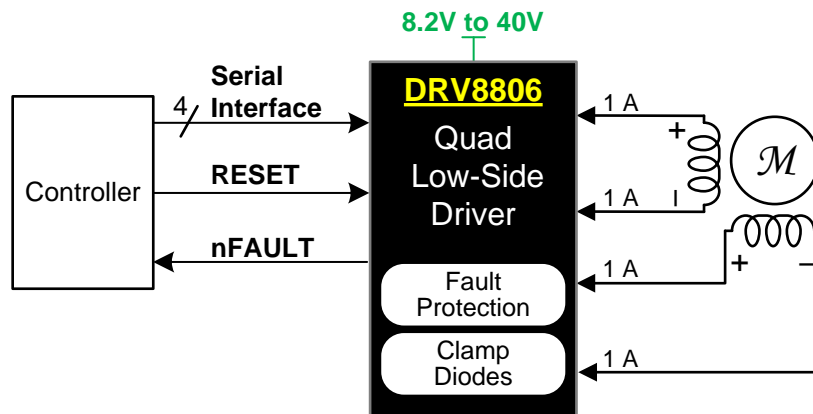 8.2V to 40V
Serial
Interface
4
Controller
RESET
nFAULT
DRV8806
Quad
Low-Side
Driver
Fault
Protection
Clamp
Diodes
1 A
+
–
1 A
M
1 A
+
–
1 A